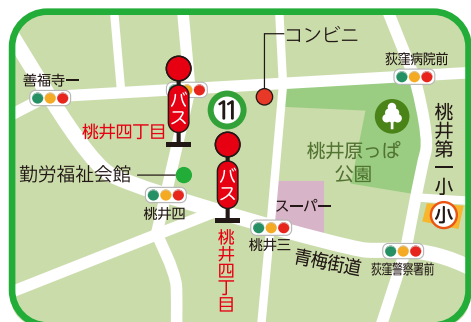 コンビニ
荻窪病院前
善福寺一
バス
11
桃井四丁目
桃井第一小
桃井原っぱ
公園
勤労福祉会館
バス
スーパー
小
桃井四
桃井三
桃井四丁目
青梅街道
荻窪警察署前